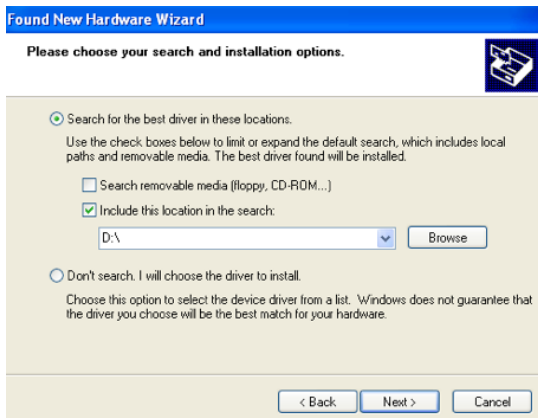 Found New Hardware Wizard
Please choose your search and installation options.
Search for the best driver in these locations.
Use the check boxes below to limit or expand the default search, which includes local
paths and removable media. The best driver found will be installed.
Search removable media (floppy, CD-ROM...)
Include this location in the search:
D:\
Browse
Don't search. I will choose the driver to install.
Choose this option to select the device driver from a list. Windows does not guarantee that
the driver you choose will be the best match for your hardware.
< Back
Next >
Cancel